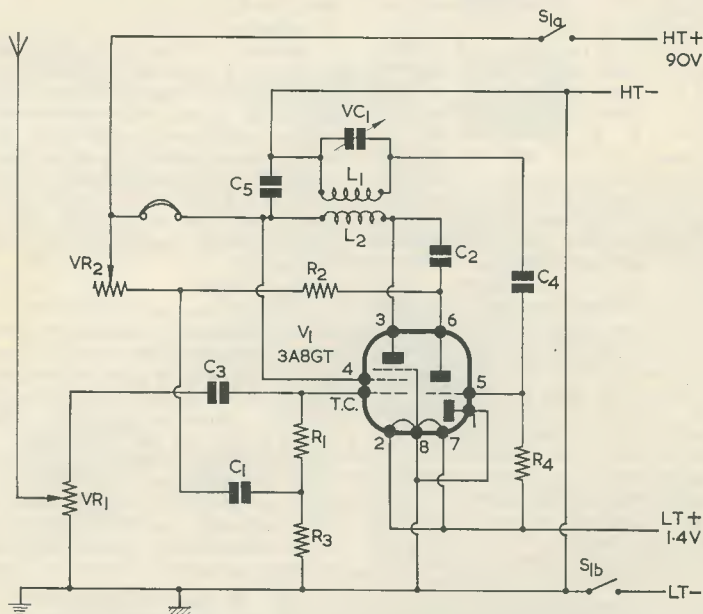 S1a
HT+
90V
HT-
VC1
C5
L1
L2
C2
C4
VR2
R2
V1
3A8GT
3
6
4
5
C3
T.C.
1
2
8
7
R1
R4
C1
VR1
R3
LT+
1.4V
S1b
LT-